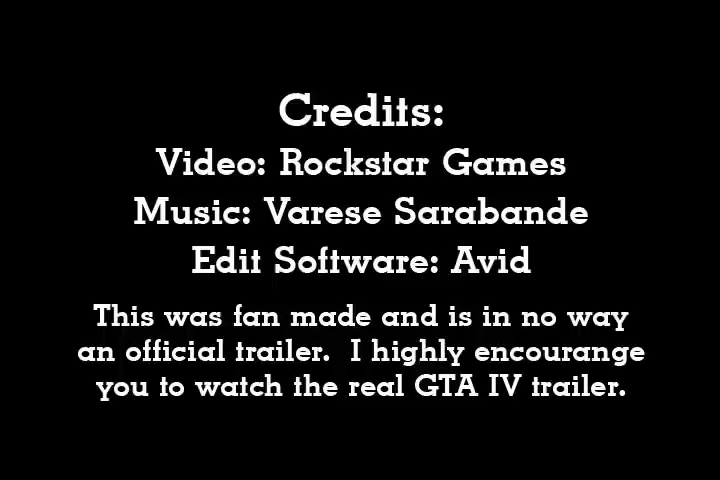 Credits:
Video: Rockstar Games
Music: Varese Sarabande
Edit Software: Avid
This was fan made and is in no way
an official trailer.  I highly encourange
you to watch the real GTA IV trailer.